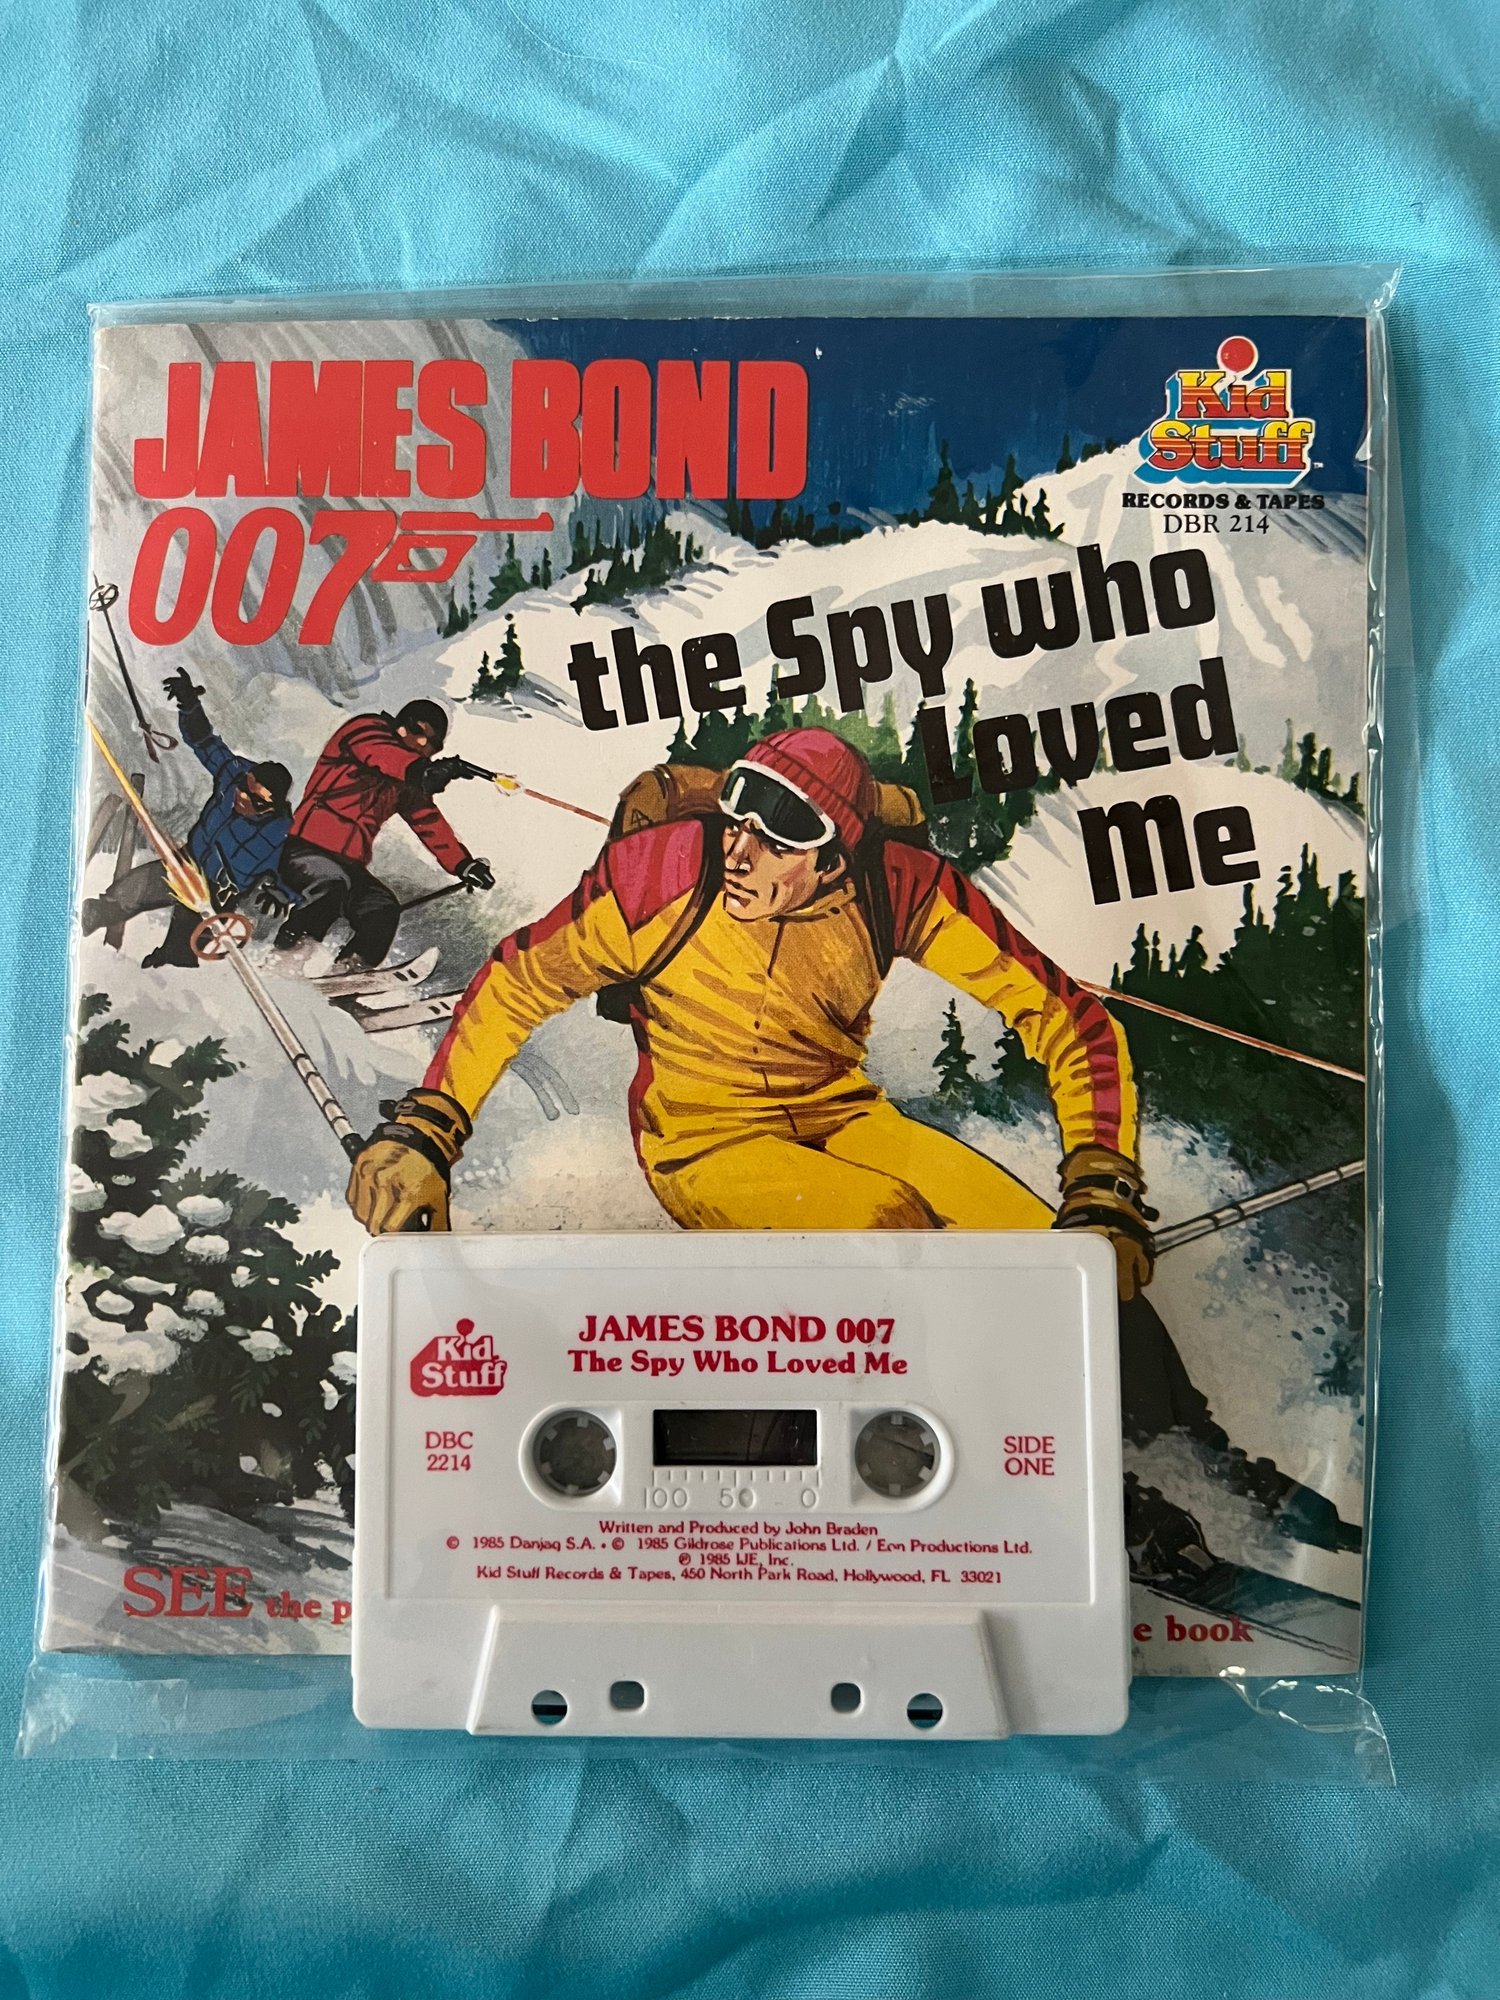 JAMES BOND
007
Kid
Stuff
RECORDS & TAPES
DBR 214
the Spy who
Loved
Me
Kid
Stuff
JAMES BOND 007
The Spy Who Loved Me
DBC
2214
SIDE
ONE
100 50 - 0
Written and Produced by John Braden
© 1985 Danjaq S.A. • © 1985 Gildrose Publications Ltd. / Eon Productions Ltd.
℗ 1985 IJE, Inc.
Kid Stuff Records & Tapes, 450 North Park Road, Hollywood, FL 33021
SEE the p
e book